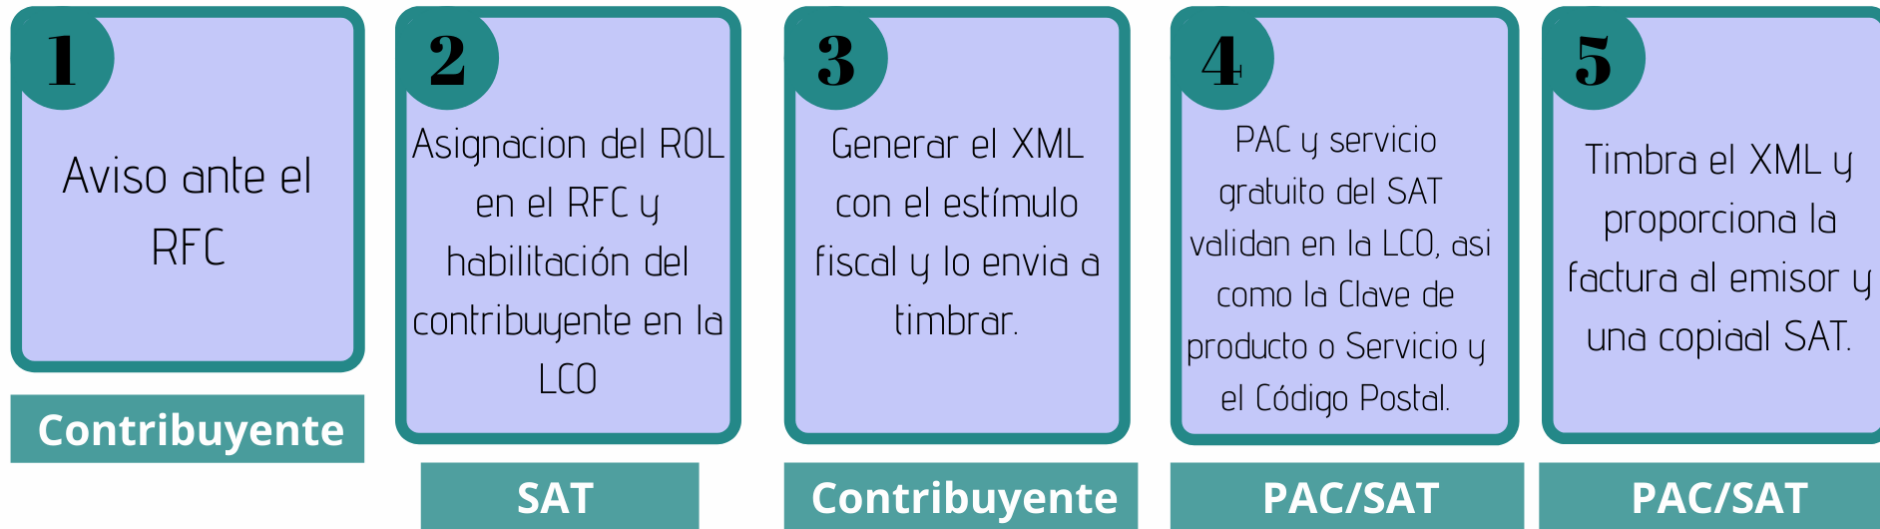 1
Aviso ante el
RFC
Contribuyente
2
Asignacion del ROL
en el RFC y
habilitación del
contribuyente en la
LCO
SAT
3
Generar el XML
con el estímulo
fiscal y lo envia a
timbrar.
Contribuyente
4
PAC y servicio
gratuito del SAT
validan en la LCO, asi
como la Clave de
producto o Servicio y
el Código Postal.
PAC/SAT
5
Timbra el XML y
proporciona la
factura al emisor y
una copiaal SAT.
PAC/SAT